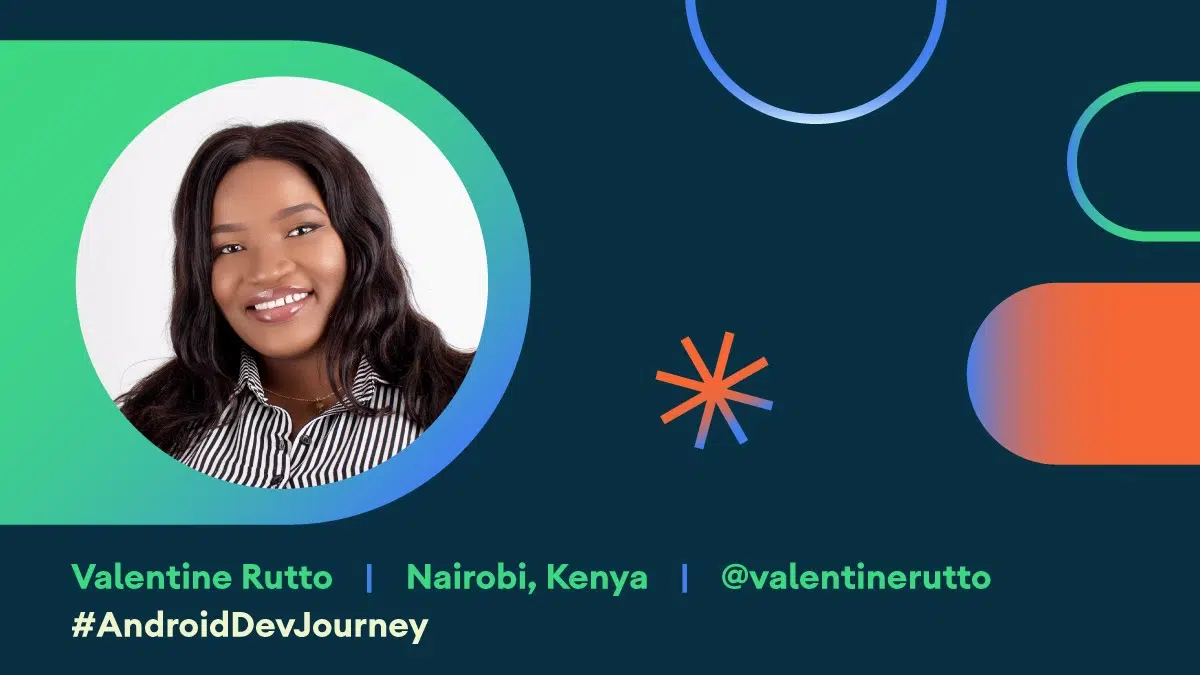 Valentine Rutto | Nairobi, Kenya | @valentinerutto
#AndroidDevJourney